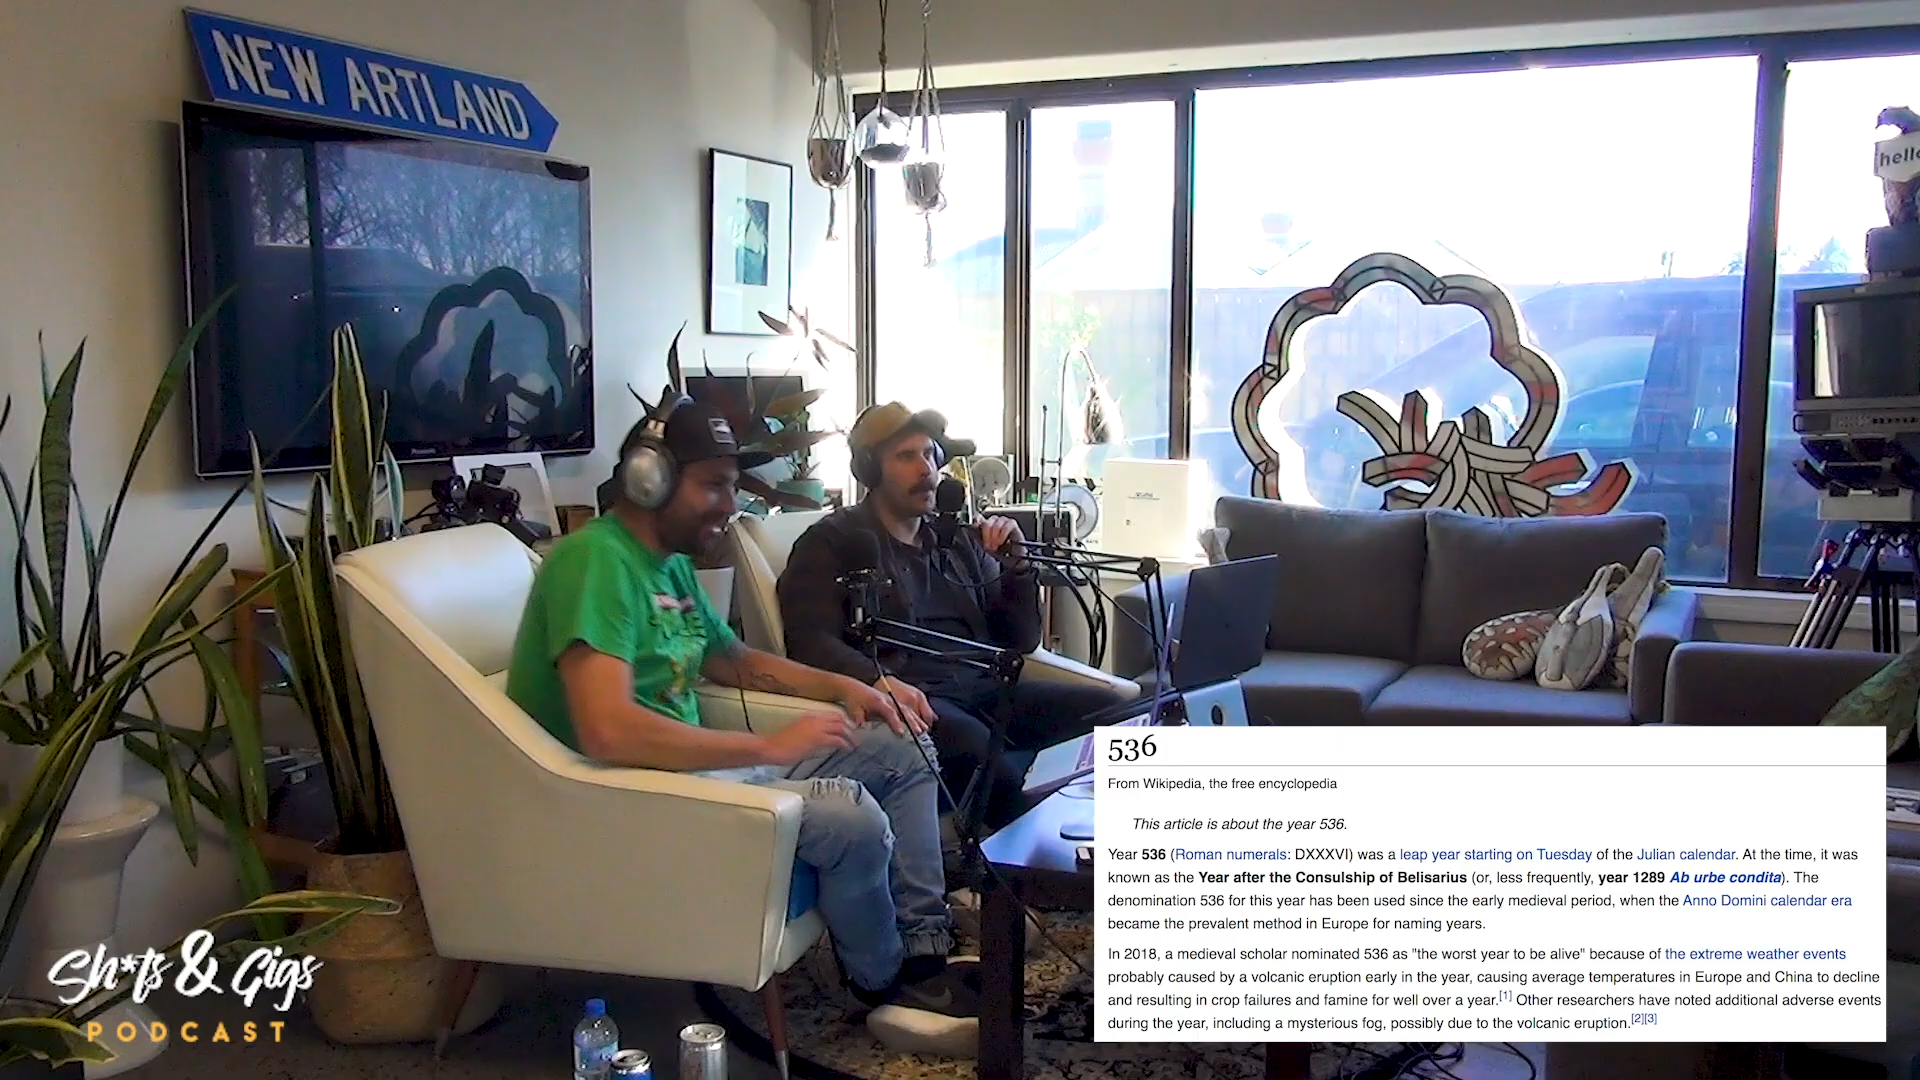 NEW ARTLAND
hello
536
From Wikipedia, the free encyclopedia
This article is about the year 536.
Year 536 (Roman numerals: DXXXVI) was a leap year starting on Tuesday of the Julian calendar. At the time, it was
known as the Year after the Consulship of Belisarius (or, less frequently, year 1289 Ab urbe condita). The
denomination 536 for this year has been used since the early medieval period, when the Anno Domini calendar era
became the prevalent method in Europe for naming years.
In 2018, a medieval scholar nominated 536 as "the worst year to be alive" because of the extreme weather events
probably caused by a volcanic eruption early in the year, causing average temperatures in Europe and China to decline
and resulting in crop failures and famine for well over a year.[1] Other researchers have noted additional adverse events
during the year, including a mysterious fog, possibly due to the volcanic eruption.[2][3]
Sh*ts & Gigs
PODCAST